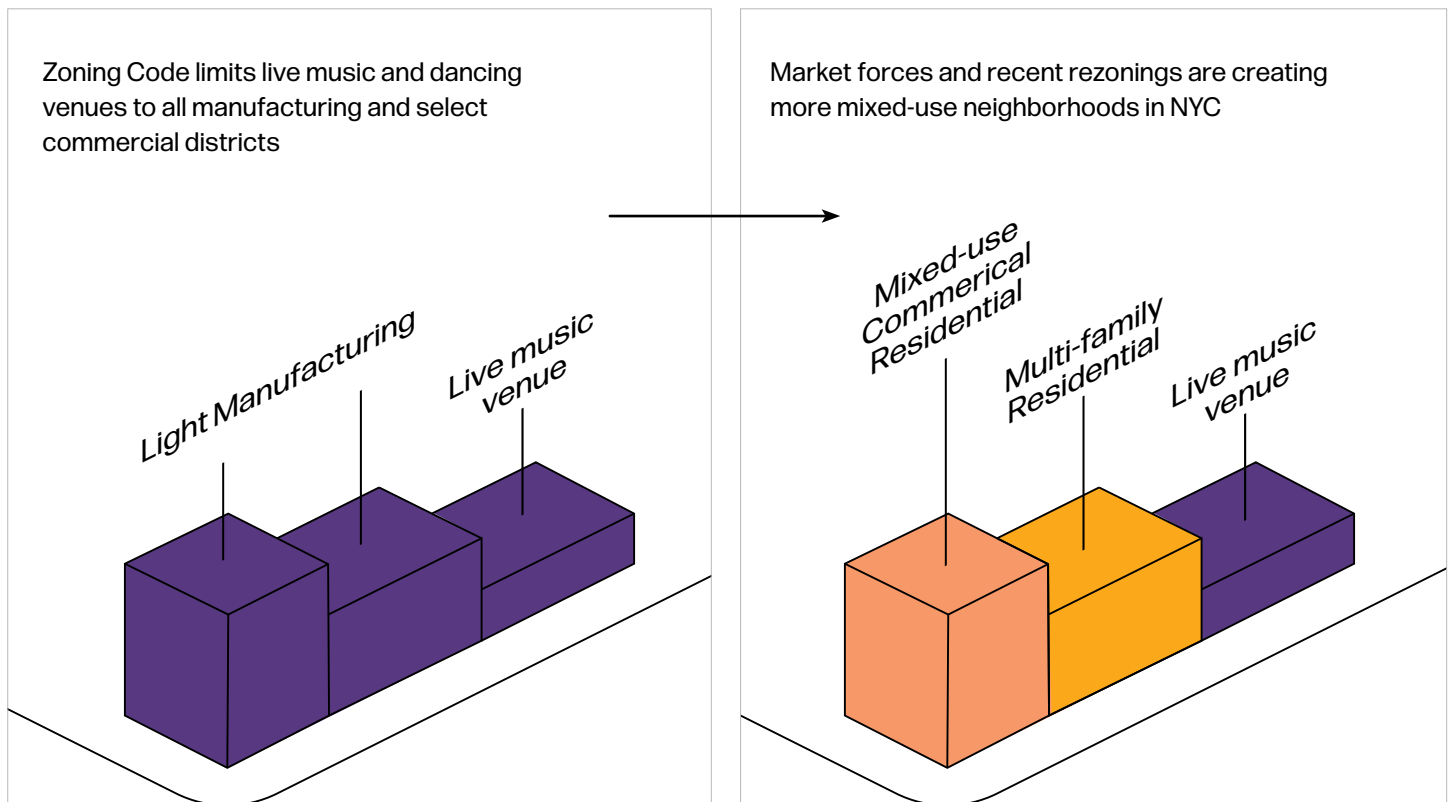 Zoning Code limits live music and dancing
venues to all manufacturing and select
commercial districts
Light Manufacturing
Live music
venue
Market forces and recent rezonings are creating
more mixed-use neighborhoods in NYC
Mixed-use
Commerical
Residential
Multi-family
Residential
Live music
venue